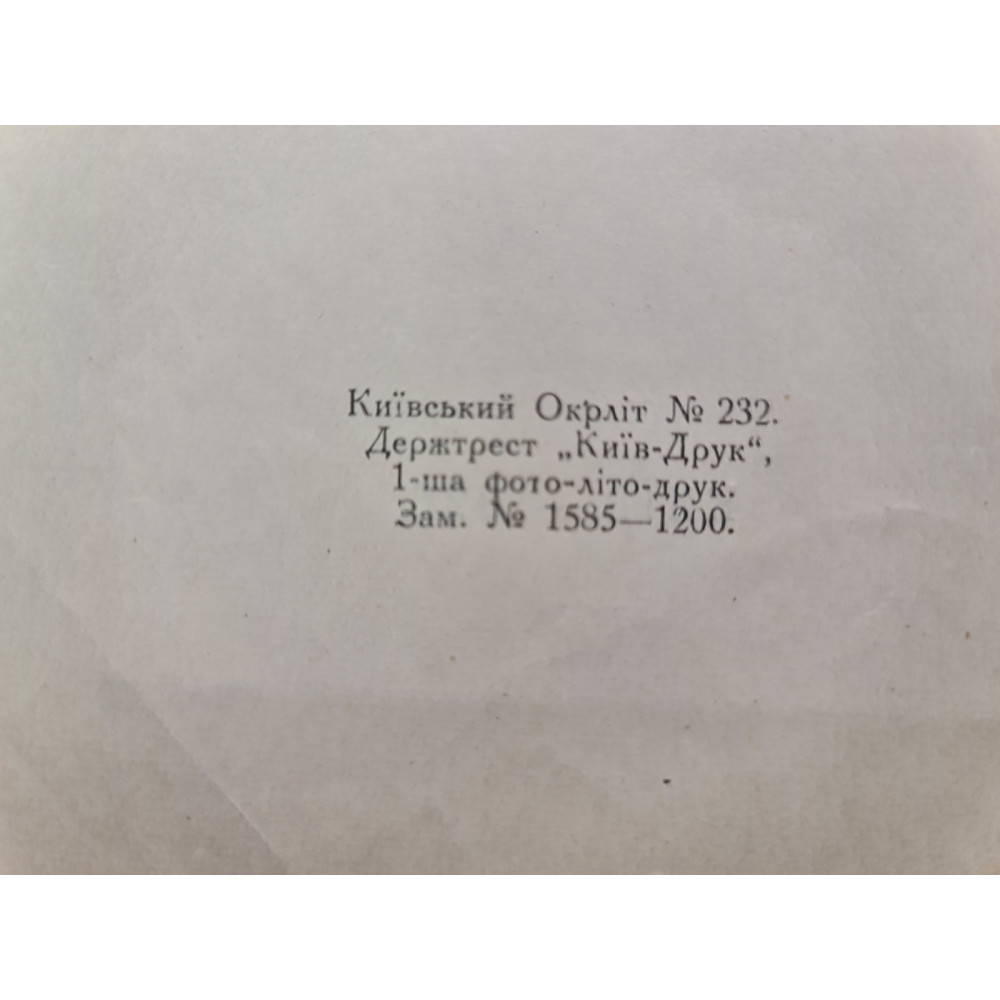 Київський Окрліт № 232.
Держтрест „Київ-Друк“,
1-ша фото-літо-друк.
Зам. № 1585—1200.